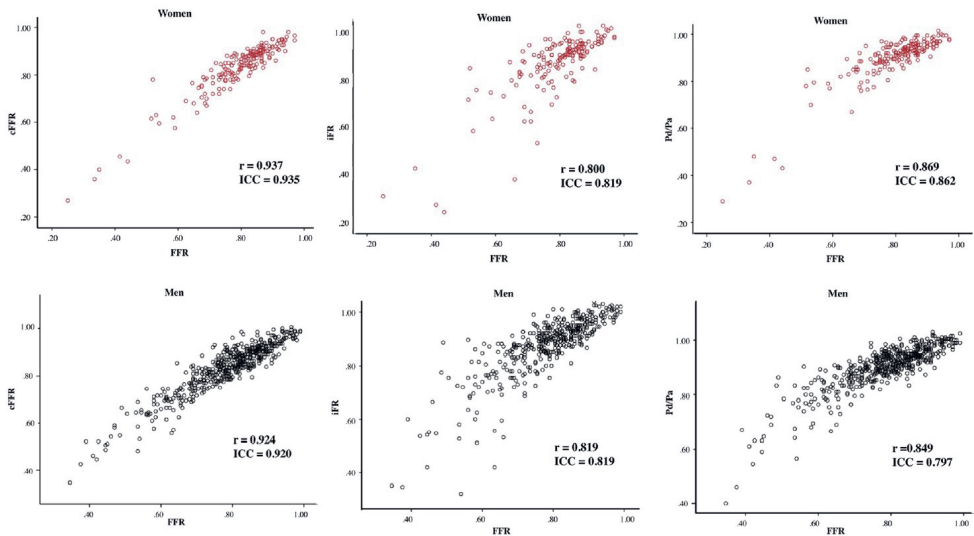 Women
1.00
.80
.60
.40
.20
cFFR
r = 0.937
ICC = 0.935
.20
.40
.60
.80
1.00
FFR
Women
1.00
.80
.60
.40
.20
iFR
r = 0.800
ICC = 0.819
.20
.40
.60
.80
1.00
FFR
Women
1.00
.80
.60
.40
.20
Pd/Pa
r = 0.869
ICC = 0.862
.20
.40
.60
.80
1.00
FFR
Men
1.00
.80
.60
.40
cFFR
r = 0.924
ICC = 0.920
.40
.60
.80
1.00
FFR
Men
1.00
.80
.60
.40
iFR
r = 0.819
ICC = 0.819
.40
.60
.80
1.00
FFR
Men
1.00
.80
.60
.40
Pd/Pa
r =0.849
ICC = 0.797
.40
.60
.80
1.00
FFR